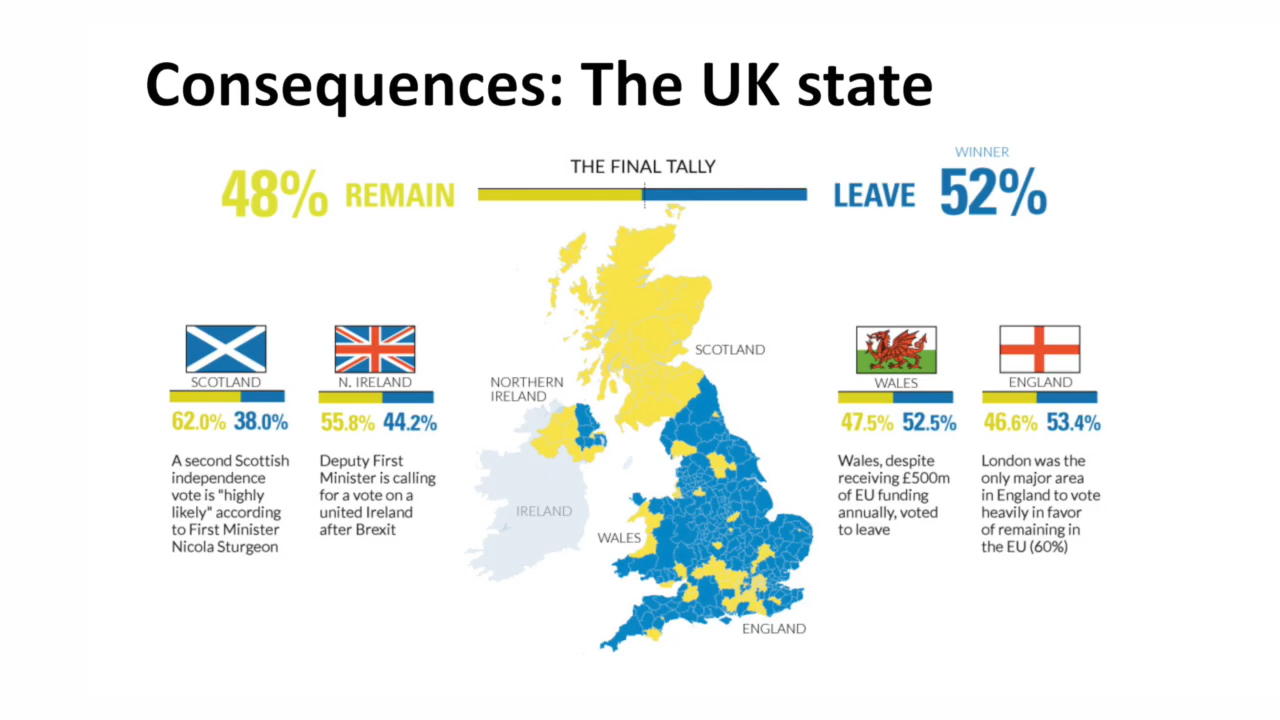 Consequences: The UK state
WINNER
THE FINAL TALLY
48% REMAIN
LEAVE 52%
SCOTLAND
62.0% 38.0%
A second Scottish
independence
vote is "highly
likely" according
to First Minister
Nicola Sturgeon
N. IRELAND
55.8% 44.2%
Deputy First
Minister is calling
for a vote on a
united Ireland
after Brexit
SCOTLAND
NORTHERN
IRELAND
IRELAND
WALES
ENGLAND
WALES
47.5% 52.5%
Wales, despite
receiving £500m
of EU funding
annually, voted
to leave
ENGLAND
46.6% 53.4%
London was the
only major area
in England to vote
heavily in favor
of remaining in
the EU (60%)